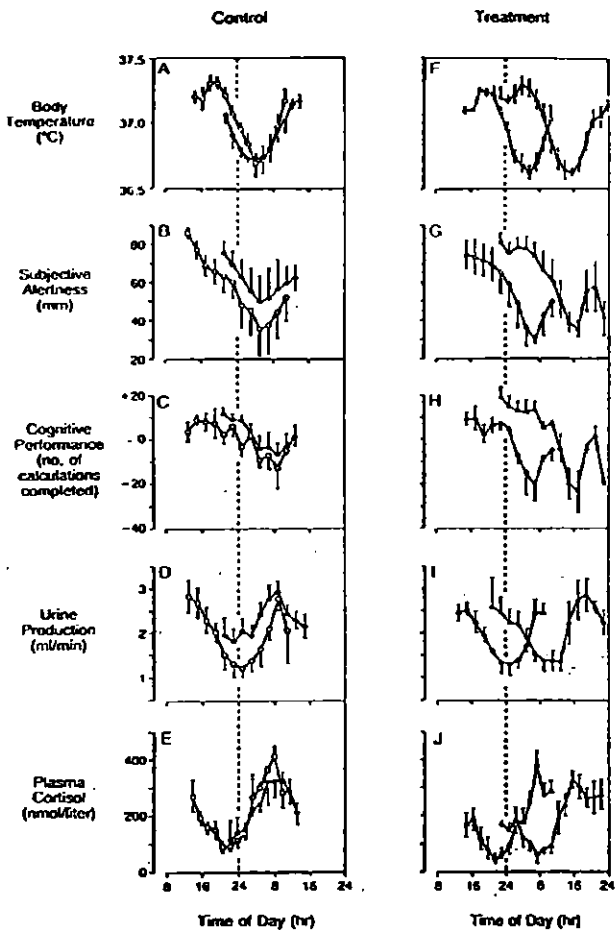 Control Treatment
A
F
37.5
Body
Temperature
(°C)
37.0
36.5
B
G
80
Subjective
Alertness
(mm)
60
40
20
C
H
+20
Cognitive
Performance
(no. of
calculations
completed)
- 0
-20
-40
D
I
3
Urine
Production
(ml/min)
2
1
E
J
400
Plasma
Cortisol
(nmol/liter)
200
0
8 16 24 8 16 24 8 16 24 8 16 24
Time of Day (hr) Time of Day (hr)